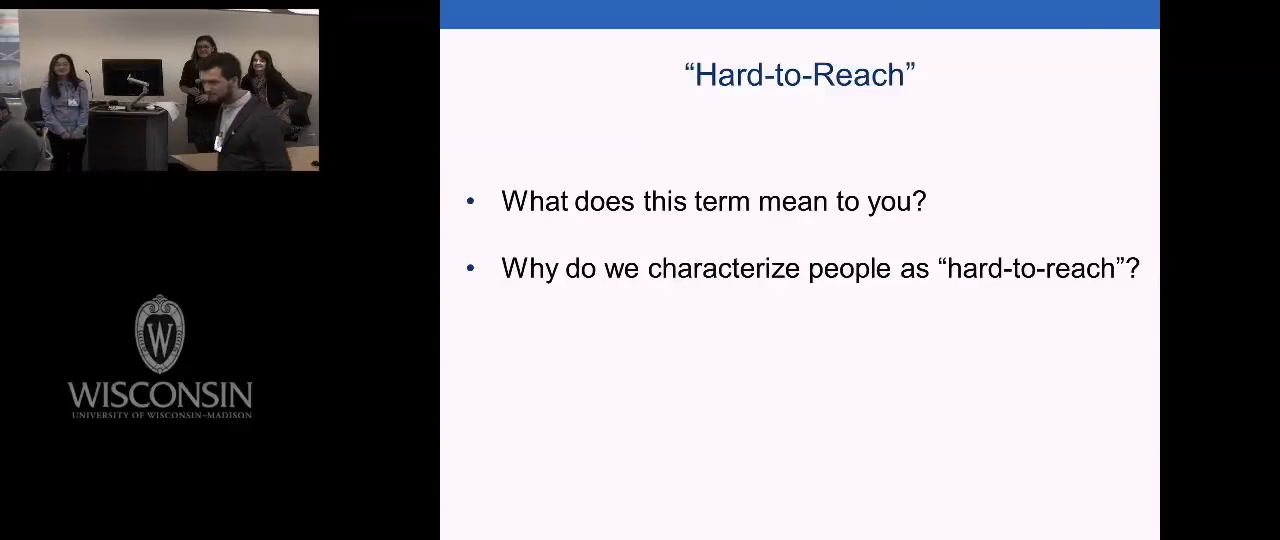 “Hard-to-Reach”
• What does this term mean to you?
• Why do we characterize people as “hard-to-reach”?
W
WISCONSIN
UNIVERSITY OF WISCONSIN–MADISON